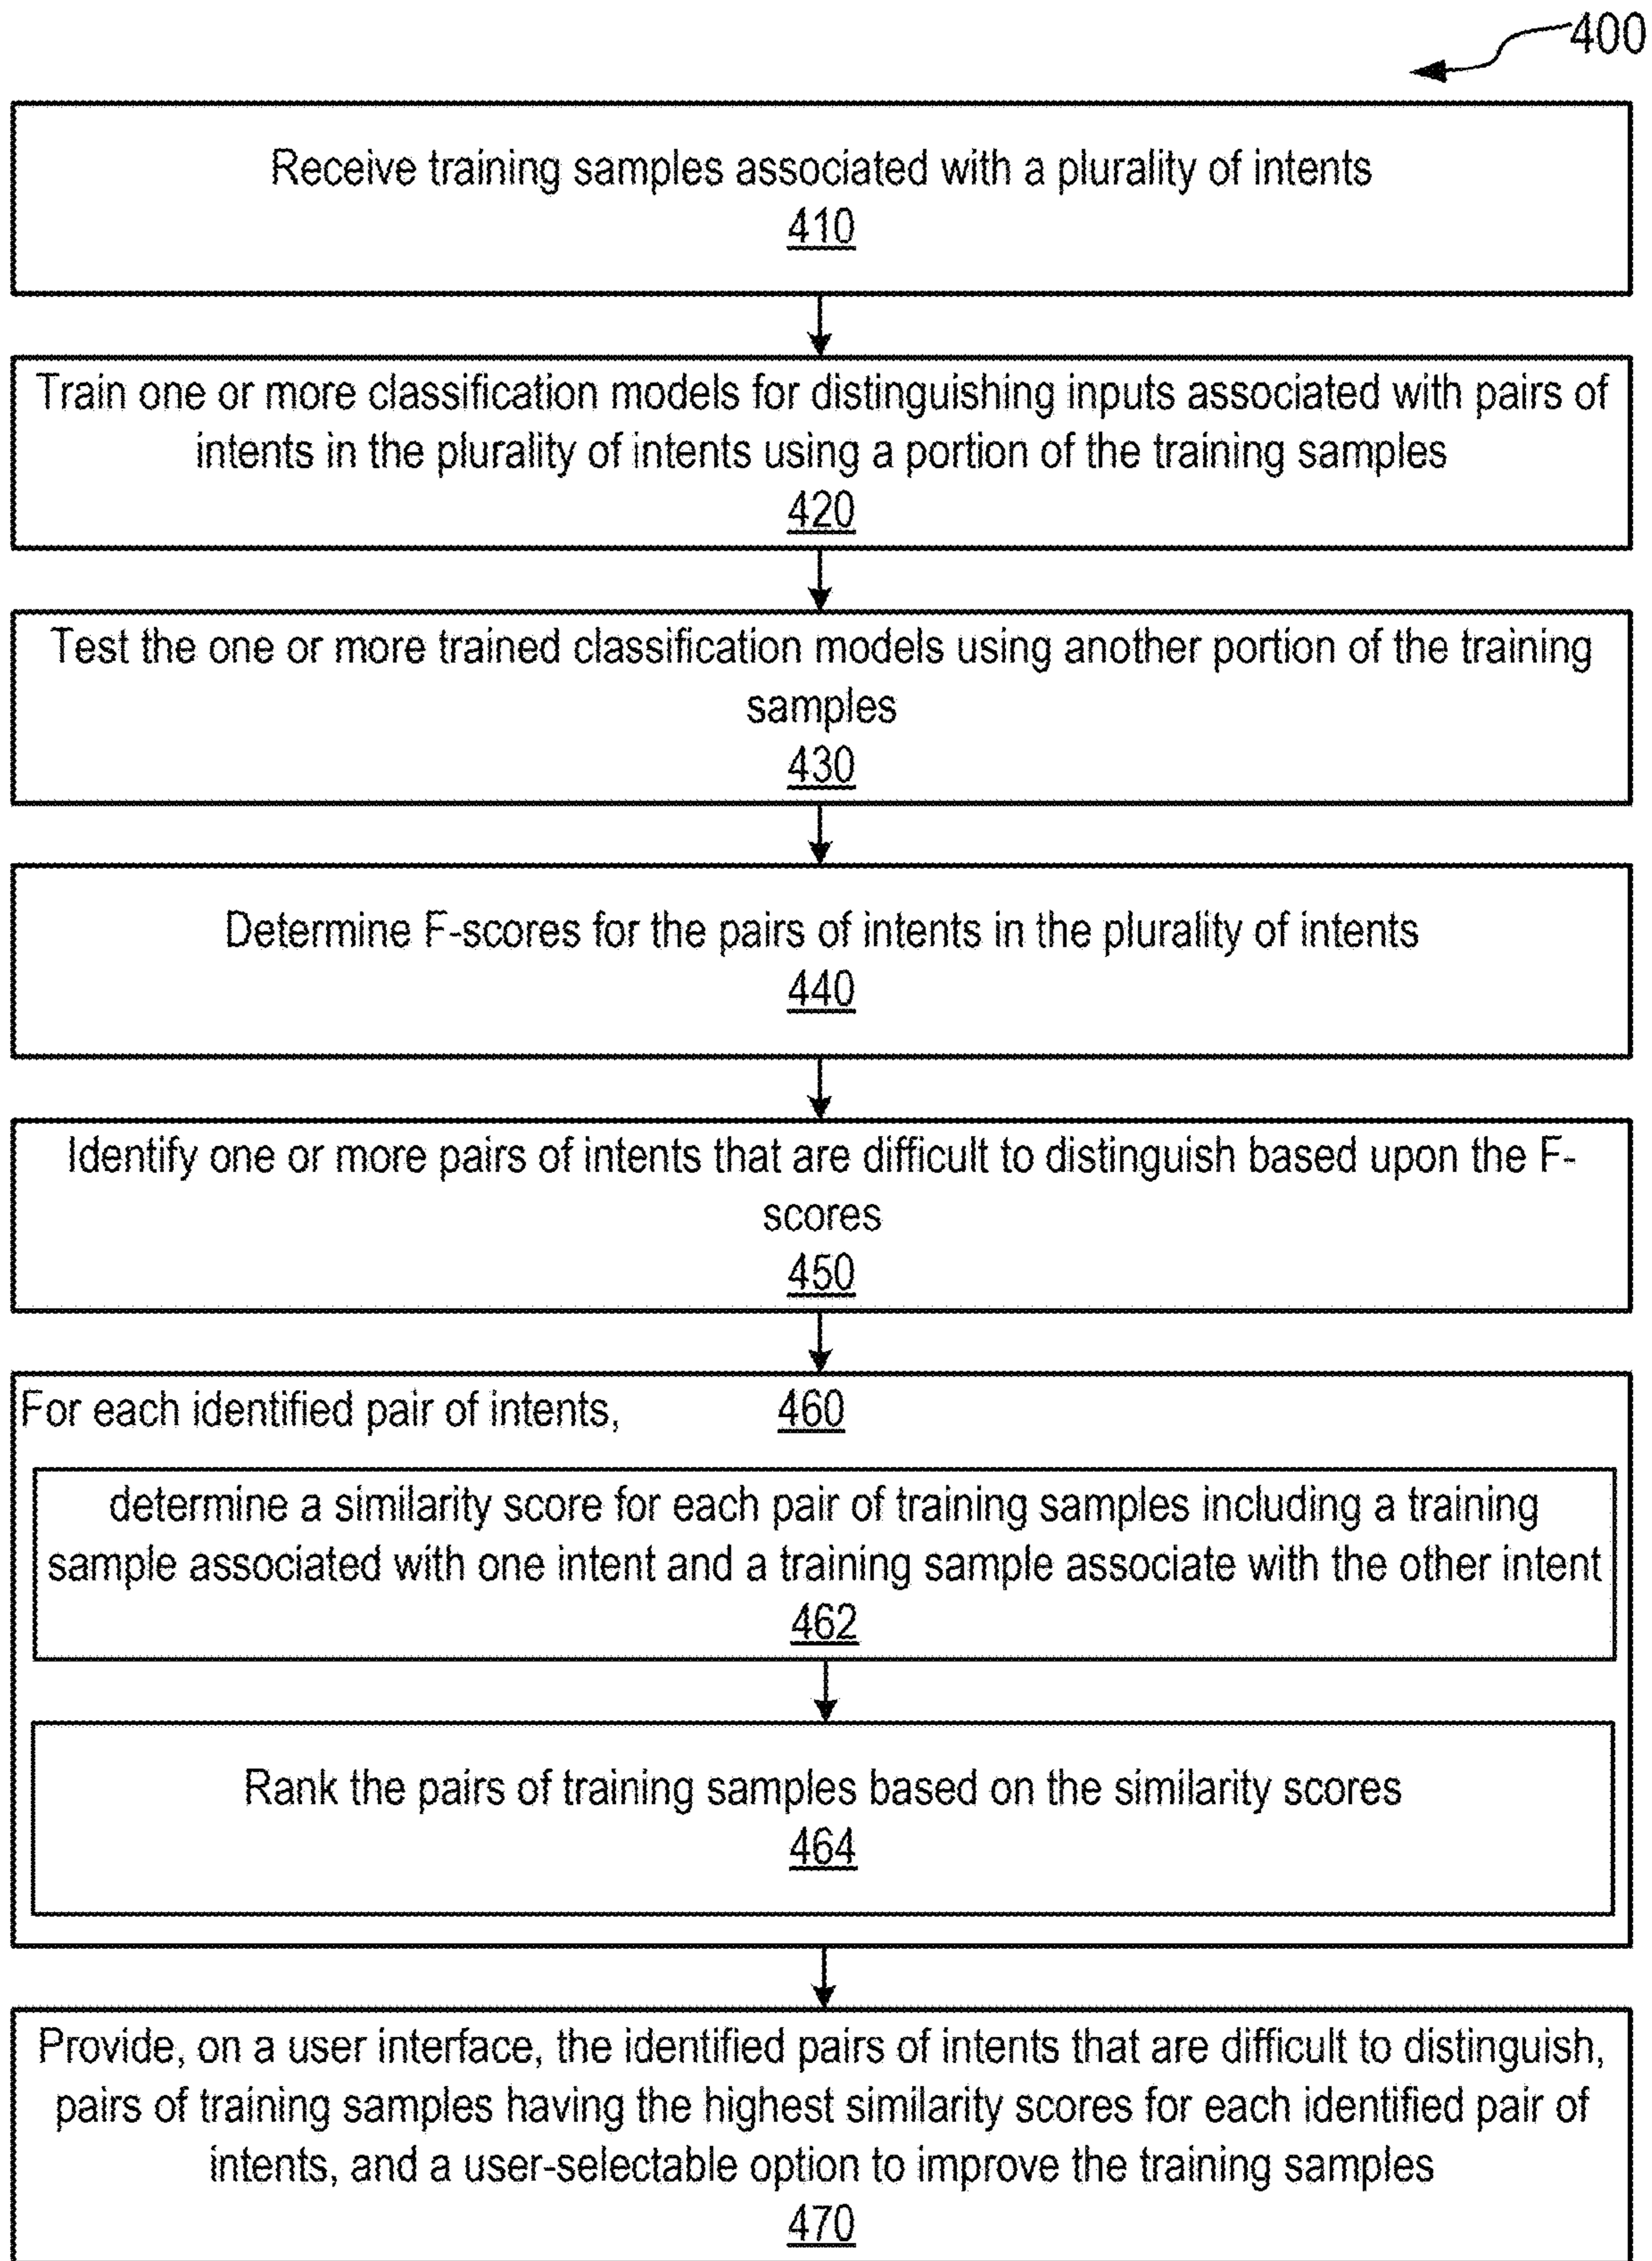 400
Receive training samples associated with a plurality of intents
410
Train one or more classification models for distinguishing inputs associated with pairs of
intents in the plurality of intents using a portion of the training samples
420
Test the one or more trained classification models using another portion of the training
samples
430
Determine F-scores for the pairs of intents in the plurality of intents
440
Identify one or more pairs of intents that are difficult to distinguish based upon the F-
scores
450
For each identified pair of intents, 460
determine a similarity score for each pair of training samples including a training
sample associated with one intent and a training sample associate with the other intent
462
Rank the pairs of training samples based on the similarity scores
464
Provide, on a user interface, the identified pairs of intents that are difficult to distinguish,
pairs of training samples having the highest similarity scores for each identified pair of
intents, and a user-selectable option to improve the training samples
470